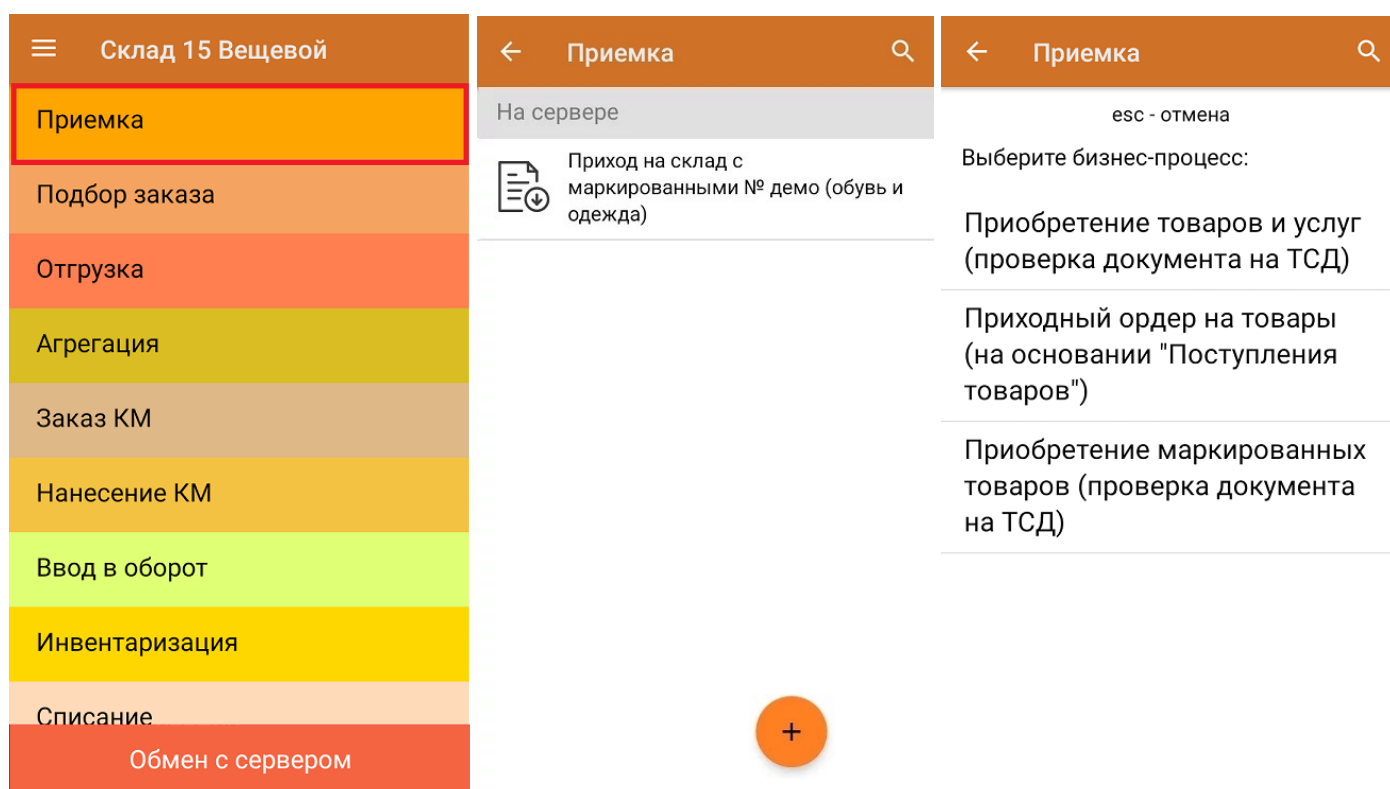 Склад 15 Вещевой
Приемка
Подбор заказа
Отгрузка
Агрегация
Заказ КМ
Нанесение КМ
Ввод в оборот
Инвентаризация
Списание
Обмен с сервером
Приемка
На сервере
Приход на склад с
маркированными № демо (обувь и
одежда)
+
Приемка
esc - отмена
Выберите бизнес-процесс:
Приобретение товаров и услуг
(проверка документа на ТСД)
Приходный ордер на товары
(на основании "Поступления
товаров")
Приобретение маркированных
товаров (проверка документа
на ТСД)